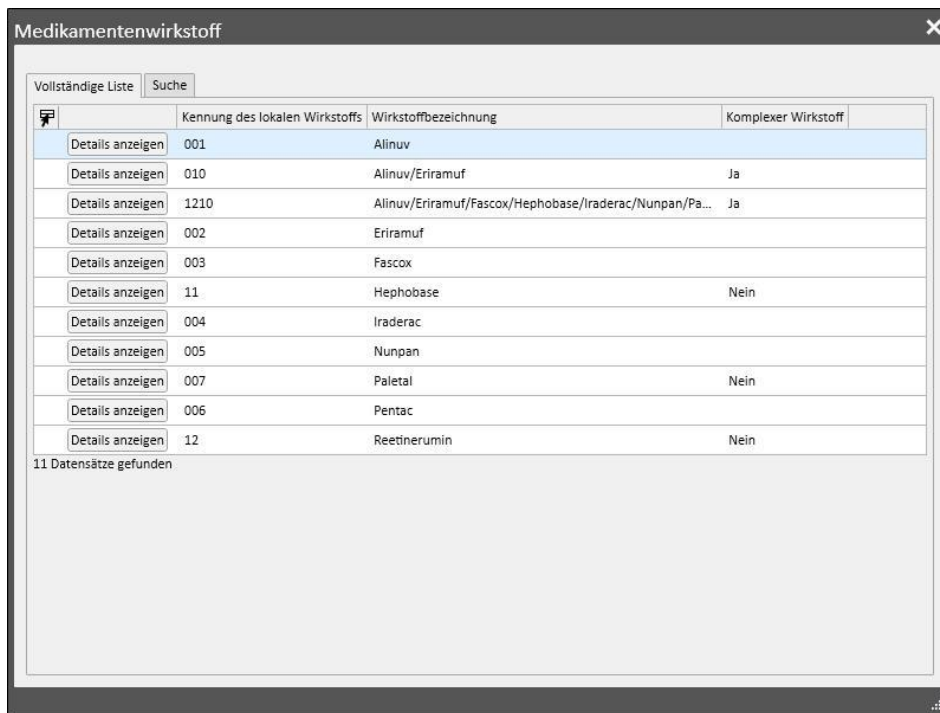 Medikamentenwirkstoff
Vollständige Liste Suche
Kennung des lokalen Wirkstoffs Wirkstoffbezeichnung Komplexer Wirkstoff
Details anzeigen 001 Alinuv
Details anzeigen 010 Alinuv/Eriramuf Ja
Details anzeigen 1210 Alinuv/Eriramuf/Fascox/Hephobase/Iraderac/Nunpan/Pa... Ja
Details anzeigen 002 Eriramuf
Details anzeigen 003 Fascox
Details anzeigen 11 Hephobase Nein
Details anzeigen 004 Iraderac
Details anzeigen 005 Nunpan
Details anzeigen 007 Paletal Nein
Details anzeigen 006 Pentac
Details anzeigen 12 Reetinerumin Nein
11 Datensätze gefunden